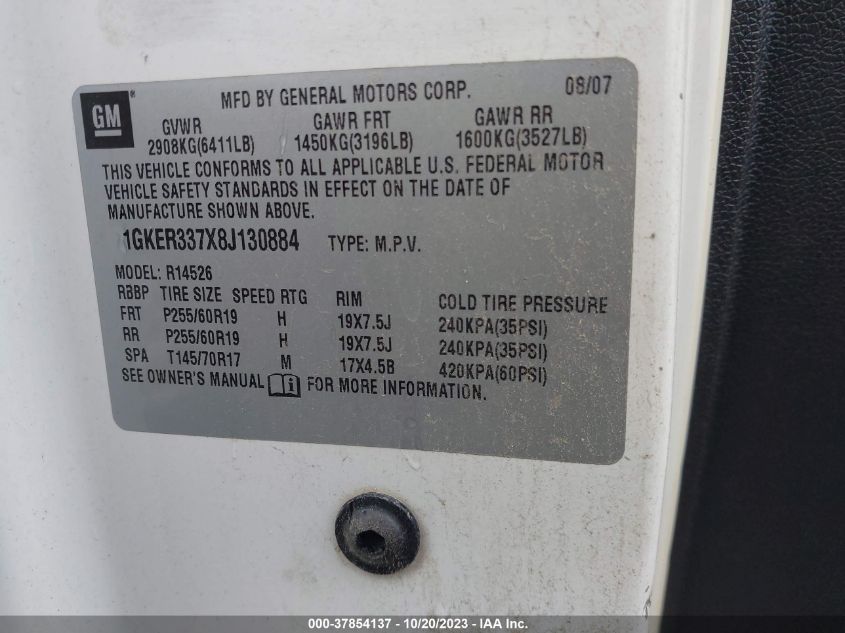 GM ® MFD BY GENERAL MOTORS CORP. 08/07
GVWR GAWR FRT GAWR RR
2908KG(6411LB) 1450KG(3196LB) 1600KG(3527LB)
THIS VEHICLE CONFORMS TO ALL APPLICABLE U.S. FEDERAL MOTOR
VEHICLE SAFETY STANDARDS IN EFFECT ON THE DATE OF
MANUFACTURE SHOWN ABOVE.
1GKER337X8J130884 TYPE: M.P.V.
MODEL: R14526
RBBP TIRE SIZE SPEED RTG RIM COLD TIRE PRESSURE
FRT P255/60R19 H 19X7.5J 240KPA(35PSI)
RR P255/60R19 H 19X7.5J 240KPA(35PSI)
SPA T145/70R17 M 17X4.5B 420KPA(60PSI)
SEE OWNER'S MANUAL FOR MORE INFORMATION.
000-37854137 - 10/20/2023 - © IAA Inc.